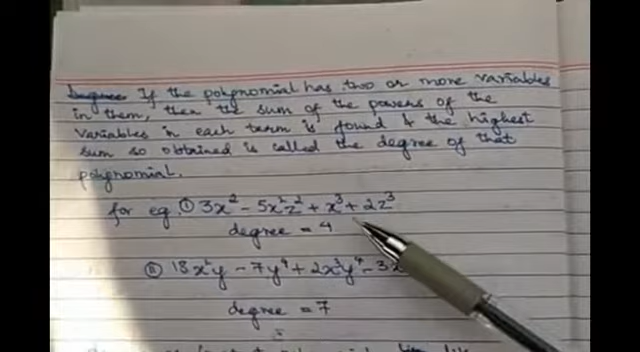 Degree If the polynomial has two or more variables
in them, then the sum of the powers of the
variables in each term is found & the highest
sum so obtained is called the degree of that
polynomial.
for eg. ① 3x² - 5x²z² + x³ + 2z³
degree = 4
② 18x²y - 7y⁴ + 2x³y⁴ - 3x
degree = 7